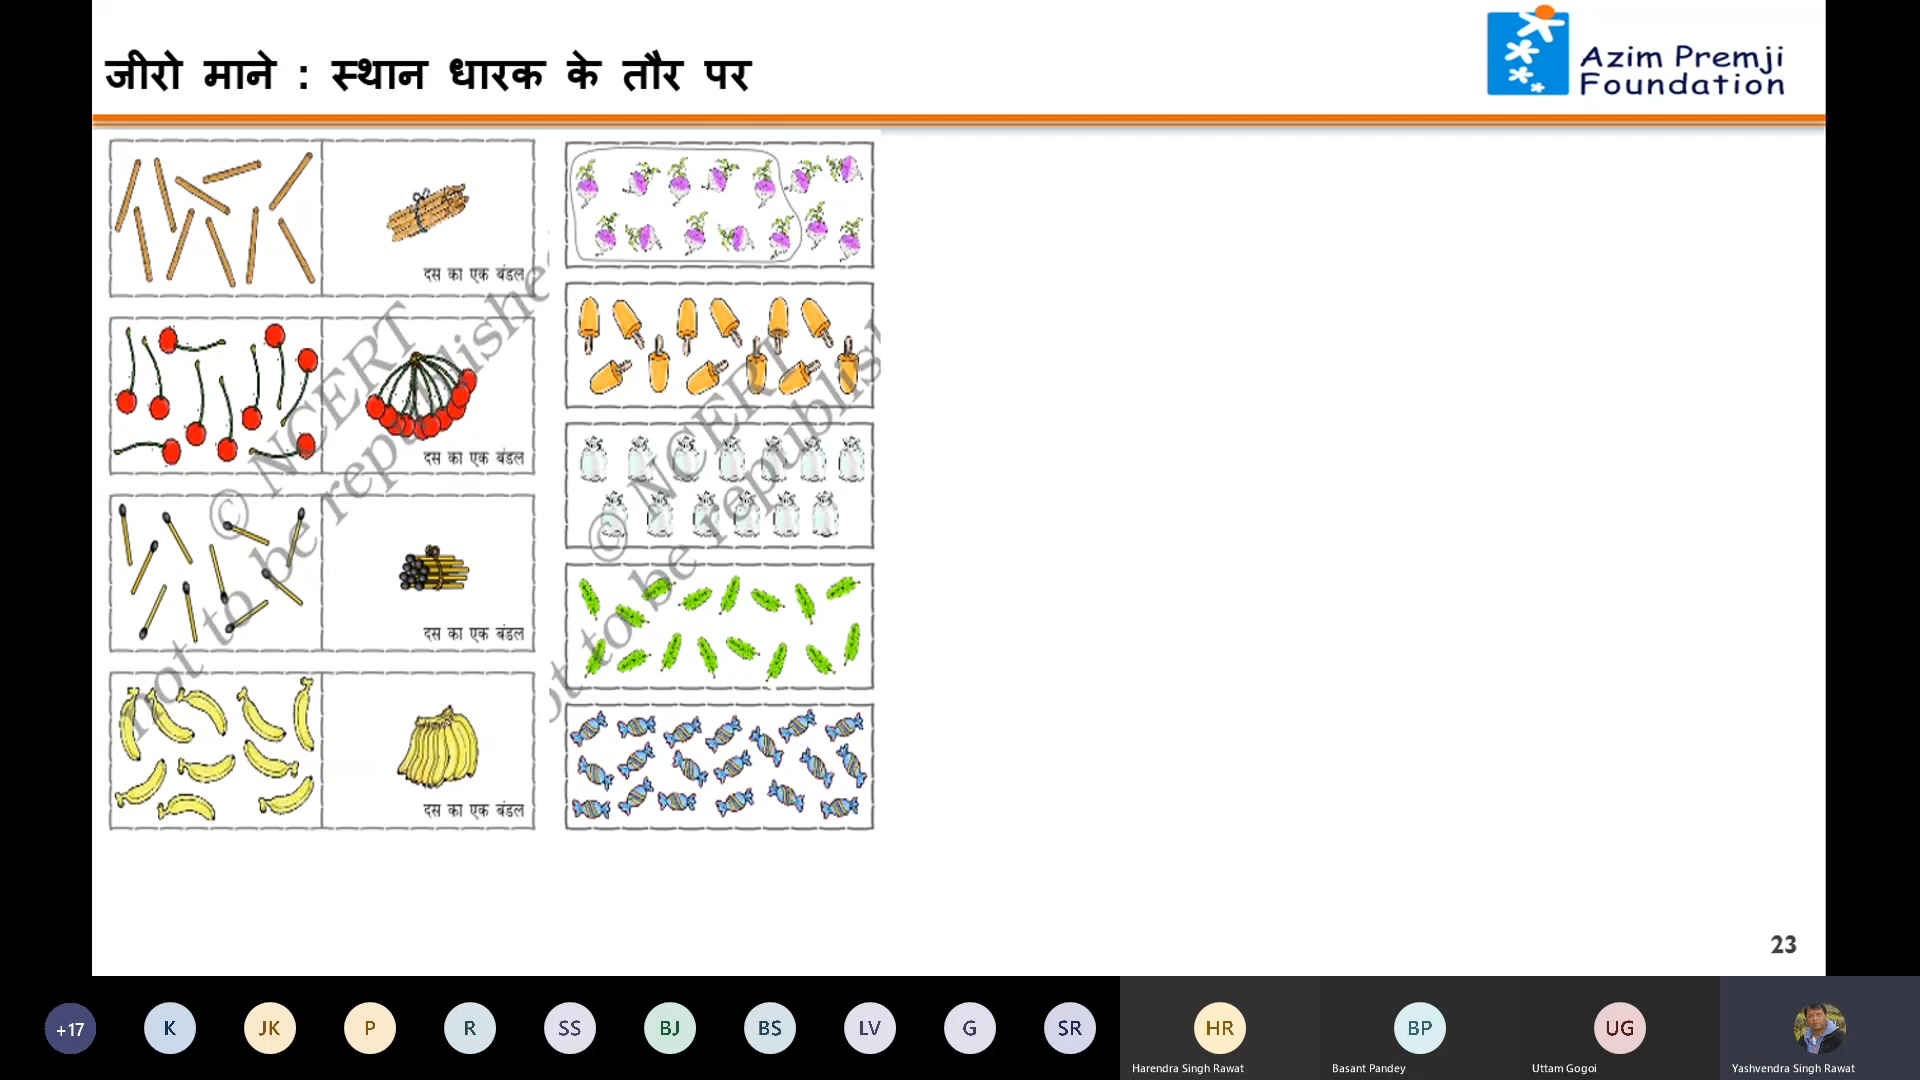 जीरो माने : स्थान धारक के तौर पर
Azim Premji
Foundation
दस का एक बंडल
दस का एक बंडल
दस का एक बंडल
दस का एक बंडल
© NCERT
not to be republished
© NCERT
not to be republished
23
+17
K
JK
P
R
SS
BJ
BS
LV
G
SR
HR
BP
UG
Harendra Singh Rawat
Basant Pandey
Uttam Gogoi
Yashvendra Singh Rawat